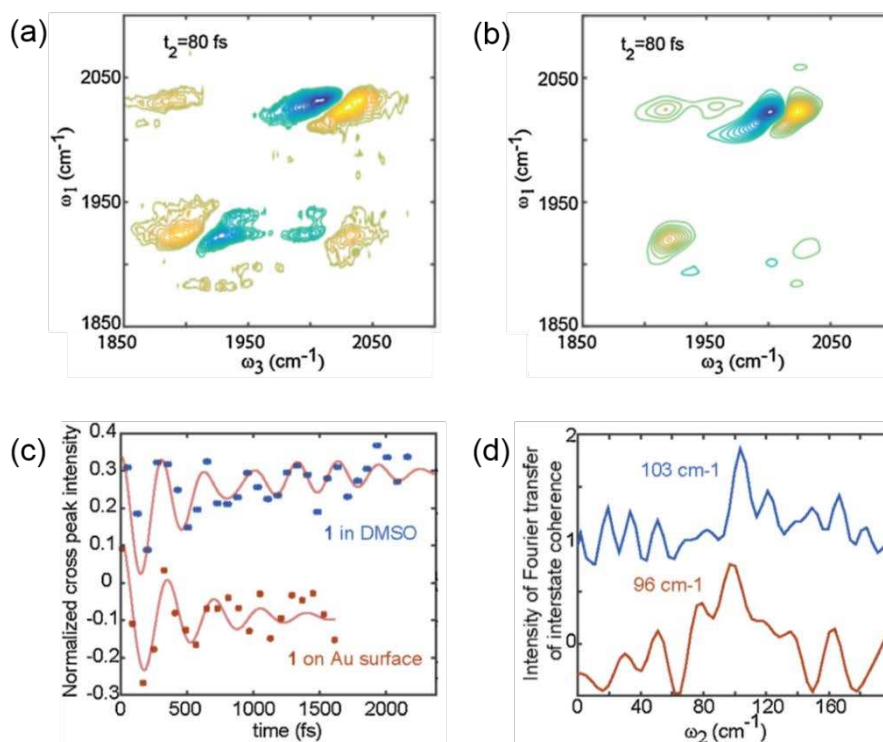 (a)
t2=80 fs
2050
1950
1850
ω1 (cm-1)
1850
1950
2050
ω3 (cm-1)
(b)
t2=80 fs
2050
1950
1850
ω1 (cm-1)
1850
1950
2050
ω3 (cm-1)
(c)
0.4
0.3
0.2
0.1
0
-0.1
-0.2
-0.3
Normalized cross peak intensity
1 in DMSO
1 on Au surface
0
500
1000
1500
2000
time (fs)
(d)
2
1
0
Intensity of Fourier transfer
of interstate coherence
103 cm-1
96 cm-1
0
40
80
120
160
ω2 (cm-1)